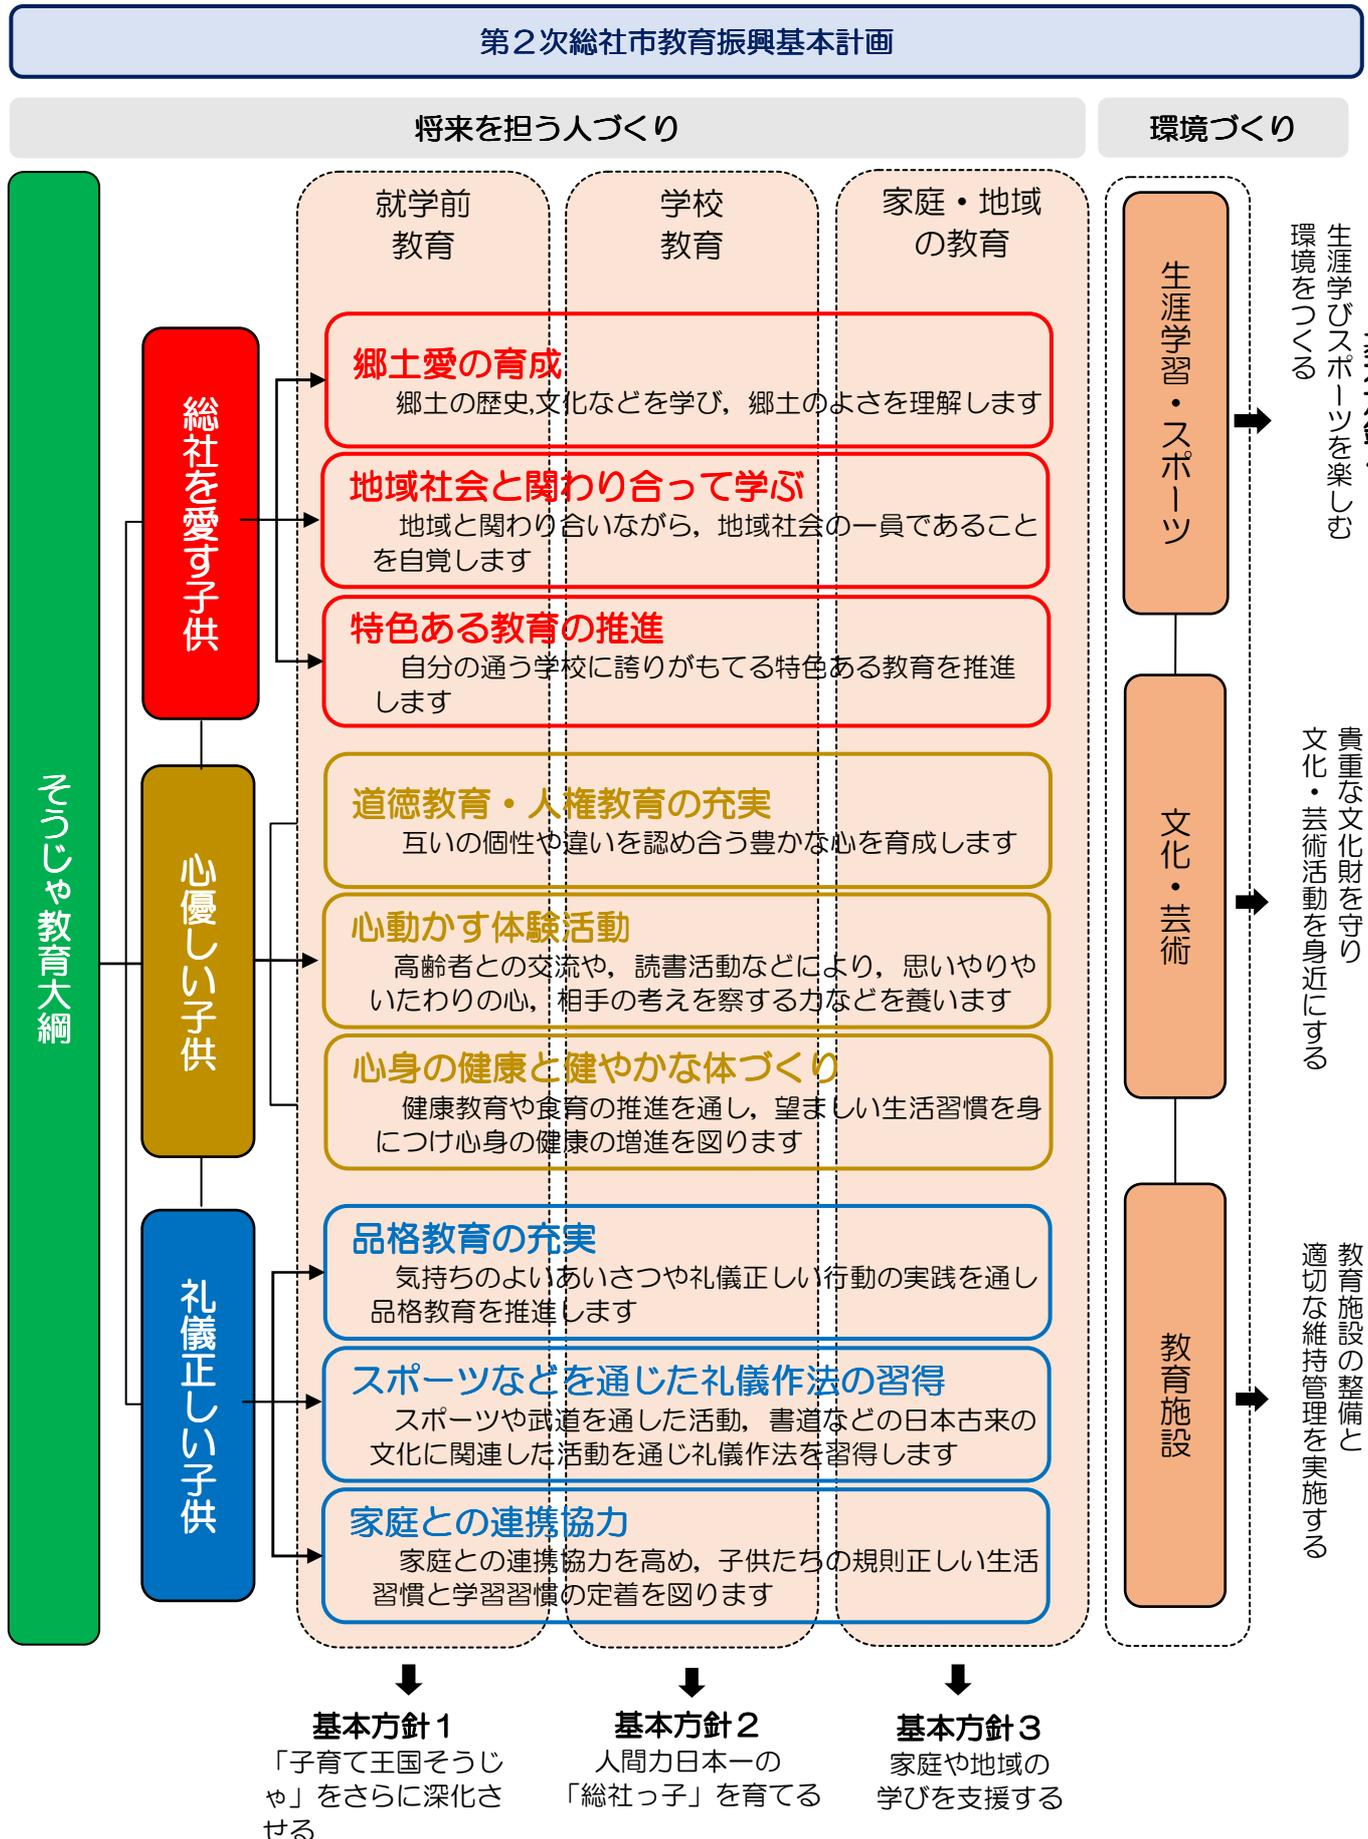 第2次総社市教育振興基本計画
将来を担う人づくり
環境づくり
そうじゃ教育大綱
総社を愛す子供
心優しい子供
礼儀正しい子供
就学前
教育
学校
教育
家庭・地域
の教育
郷土愛の育成
郷土の歴史,文化などを学び，郷土のよさを理解します
地域社会と関わり合って学ぶ
地域と関わり合いながら，地域社会の一員であること
を自覚します
特色ある教育の推進
自分の通う学校に誇りがもてる特色ある教育を推進
します
道徳教育・人権教育の充実
互いの個性や違いを認め合う豊かな心を育成します
心動かす体験活動
高齢者との交流や，読書活動などにより，思いやりや
いたわりの心，相手の考えを察する力などを養います
心身の健康と健やかな体づくり
健康教育や食育の推進を通し，望ましい生活習慣を身
につけ心身の健康の増進を図ります
品格教育の充実
気持ちのよいあいさつや礼儀正しい行動の実践を通し
品格教育を推進します
スポーツなどを通じた礼儀作法の習得
スポーツや武道を通した活動，書道などの日本古来の
文化に関連した活動を通じ礼儀作法を習得します
家庭との連携協力
家庭との連携協力を高め，子供たちの規則正しい生活
習慣と学習習慣の定着を図ります
生涯学習・スポーツ
文化・芸術
教育施設
生涯学びスポーツを楽しむ
環境をつくる
貴重な文化財を守り
文化・芸術活動を身近にする
教育施設の整備と
適切な維持管理を実施する
基本方針1
「子育て王国そうじ
ゃ」をさらに深化さ
せる
基本方針2
人間力日本一の
「総社っ子」を育てる
基本方針3
家庭や地域の
学びを支援する